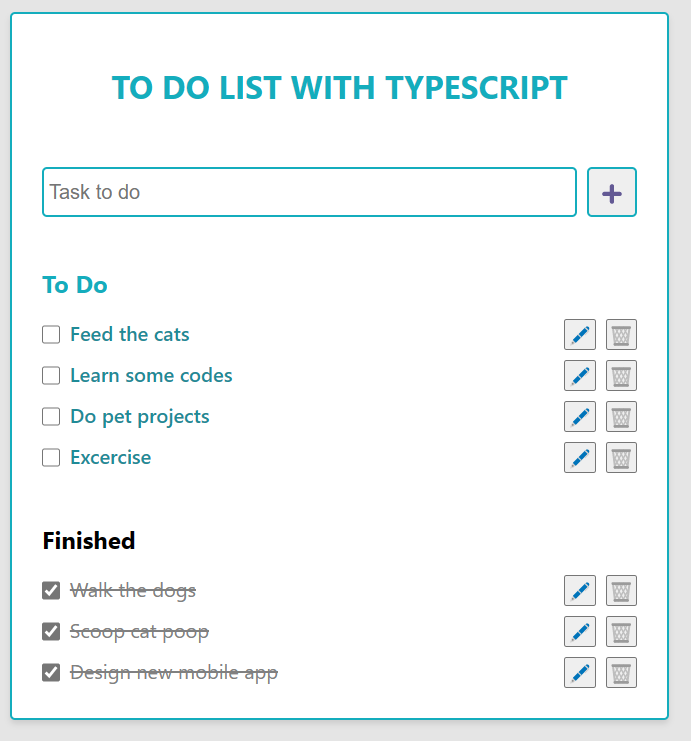 TO DO LIST WITH TYPESCRIPT
Task to do
To Do
Feed the cats
Learn some codes
Do pet projects
Excercise
Finished
Walk the dogs
Scoop cat poop
Design new mobile app